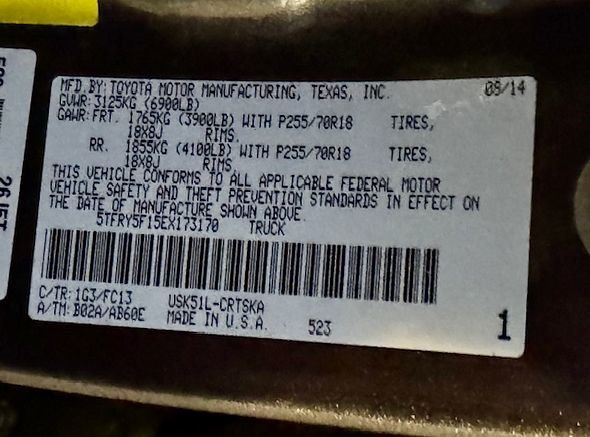 MFD.BY:TOYOTA MOTOR MANUFACTURING, TEXAS, INC. 08/14
GVWR:3125KG (6900LB)
GAWR:FRT. 1765KG (3900LB) WITH P255/70R18 TIRES,
18X8J RIMS.
RR. 1855KG (4100LB) WITH P255/70R18 TIRES,
18X8J RIMS.
THIS VEHICLE CONFORMS TO ALL APPLICABLE FEDERAL MOTOR
VEHICLE SAFETY AND THEFT PREVENTION STANDARDS IN EFFECT ON
THE DATE OF MANUFACTURE SHOWN ABOVE.
5TFRY5F15EX173170 TRUCK
C/TR:1G3/FC13 USK51L-CRTSKA
A/TM:B02A/AB60E MADE IN U.S.A. 523 1